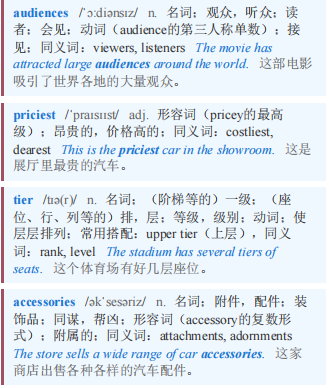 audiences /ˈɔːdiənsɪz/ n. 名词；观众，听众；读
者；会见；动词（audience的第三人称单数）；接
见；同义词：viewers, listeners The movie has
attracted large audiences around the world. 这部电
影吸引了世界各地的大量观众。
priciest /ˈpraɪsɪɪst/ adj. 形容词（pricey的最高
级）；昂贵的，价格高的；同义词：costliest,
dearest This is the priciest car in the showroom. 这是
展厅里最贵的汽车。
tier /tɪə(r)/ n. 名词；（阶梯等的）一级；（座
位、行、列等的）排，层；等级，级别；动词；使
层层排列；常用搭配：upper tier（上层），同义
词：rank, level The stadium has several tiers of
seats. 这个体育场有好几层座位。
accessories /əkˈsesəriz/ n. 名词；附件，配件；装
饰品；同谋，帮凶；形容词（accessory的复数形
式）；附属的；同义词：attachments, adornments
The store sells a wide range of car accessories. 这家
商店出售各种各样的汽车配件。